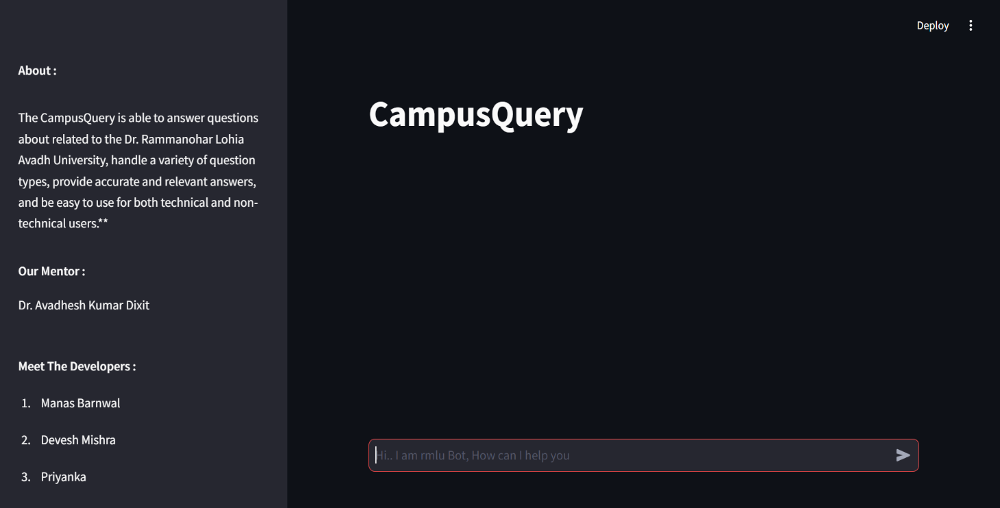 Deploy
About :
The CampusQuery is able to answer questions
about related to the Dr. Rammanohar Lohia
Avadh University, handle a variety of question
types, provide accurate and relevant answers,
and be easy to use for both technical and non-
technical users.**
Our Mentor :
Dr. Avadhesh Kumar Dixit
Meet The Developers :
1. Manas Barnwal
2. Devesh Mishra
3. Priyanka
CampusQuery
Hi.. I am rmlu Bot, How can I help you